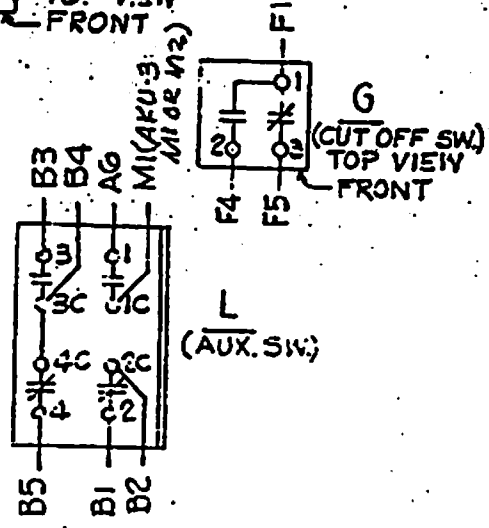 FRONT
F1
1
2
3
G
(CUT OFF SW.)
TOP VIEW
FRONT
F4
F5
B3
B4
A6
M1(AKU-3:
M1 OR M2)
3
1
3C
1C
4C
2C
4
2
L
(AUX. SW.)
B5
B1
B2